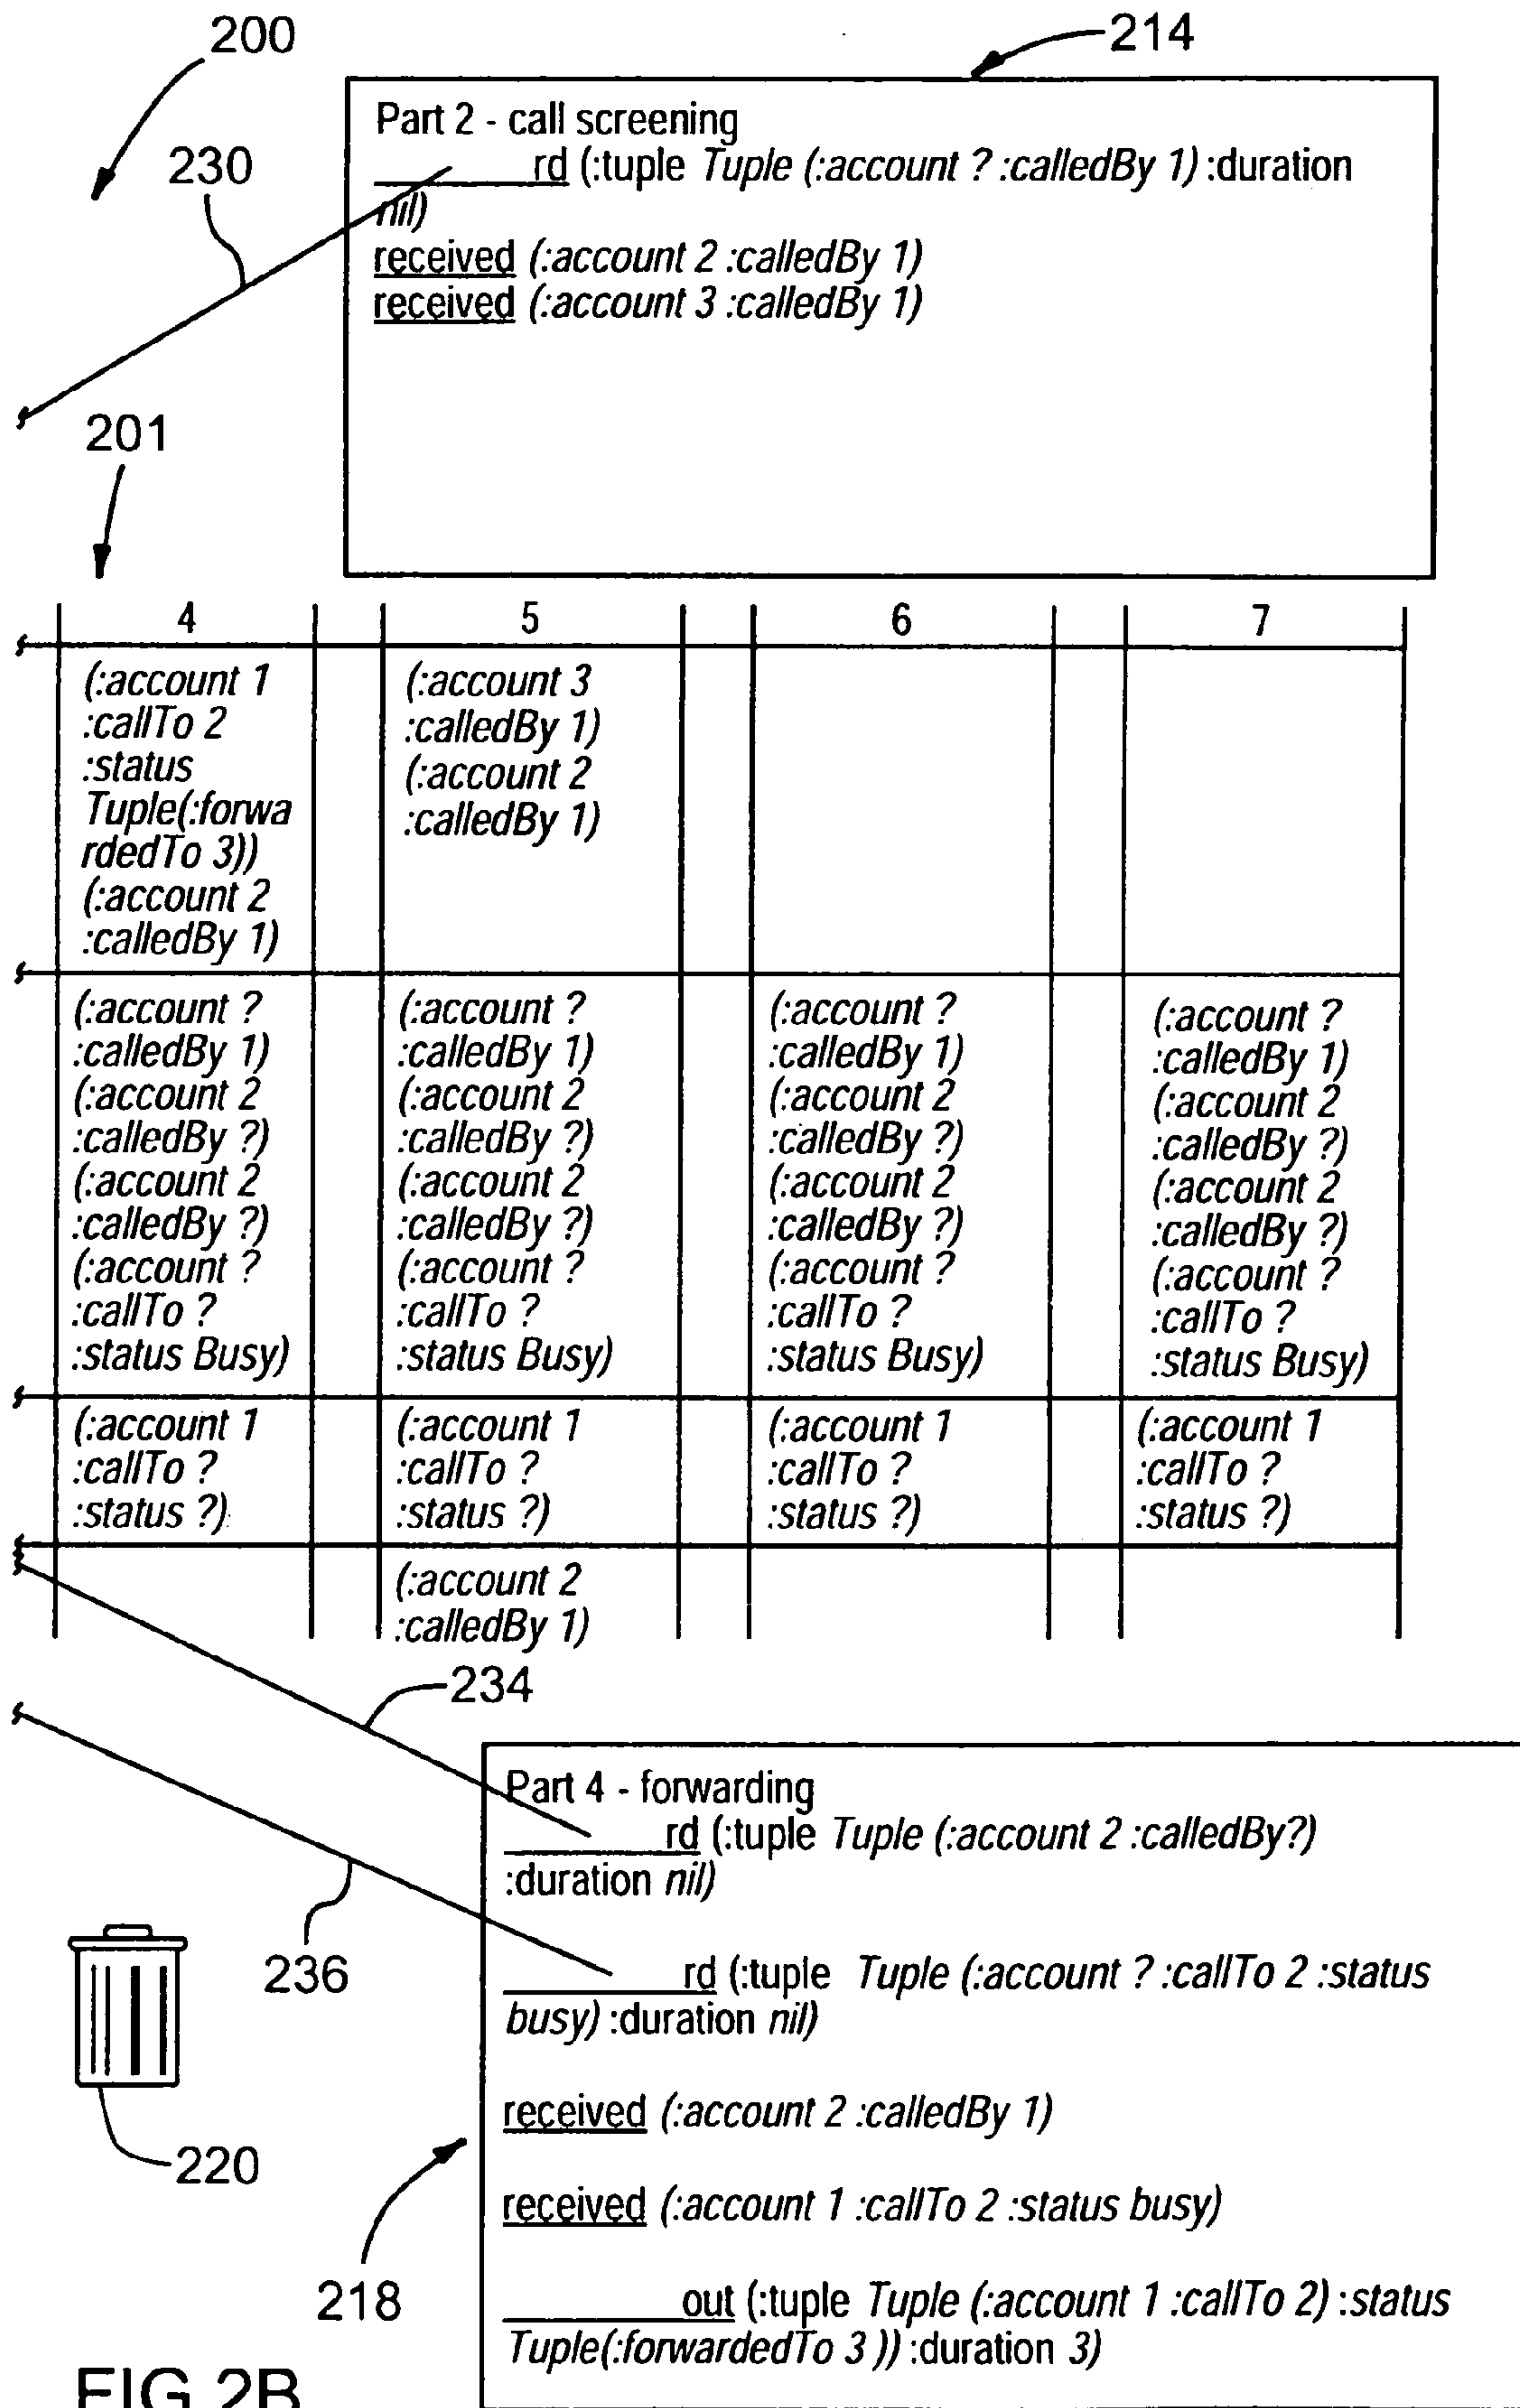 200
214
Part 2 - call screening
230
rd (:tuple Tuple (:account ? :calledBy 1) :duration
nil)
received (:account 2 :calledBy 1)
received (:account 3 :calledBy 1)
201
4
5
6
7
(:account 1
:callTo 2
:status
Tuple(:forwa
rdedTo 3))
(:account 2
:calledBy 1)
(:account 3
:calledBy 1)
(:account 2
:calledBy 1)
(:account ?
:calledBy 1)
(:account 2
:calledBy ?)
(:account 2
:calledBy ?)
(:account ?
:callTo ?
:status Busy)
(:account ?
:calledBy 1)
(:account 2
:calledBy ?)
(:account 2
:calledBy ?)
(:account ?
:callTo ?
:status Busy)
(:account ?
:calledBy 1)
(:account 2
:calledBy ?)
(:account 2
:calledBy ?)
(:account ?
:callTo ?
:status Busy)
(:account ?
:calledBy 1)
(:account 2
:calledBy ?)
(:account 2
:calledBy ?)
(:account ?
:callTo ?
:status Busy)
(:account 1
:callTo ?
:status ?)
(:account 1
:callTo ?
:status ?)
(:account 1
:callTo ?
:status ?)
(:account 1
:callTo ?
:status ?)
(:account 2
:calledBy 1)
234
Part 4 - forwarding
rd (:tuple Tuple (:account 2 :calledBy?)
:duration nil)
236
rd (:tuple Tuple (:account ? :callTo 2 :status
busy) :duration nil)
received (:account 2 :calledBy 1)
220
received (:account 1 :callTo 2 :status busy)
218
out (:tuple Tuple (:account 1 :callTo 2) :status
Tuple(:forwardedTo 3 )) :duration 3)
FIG 2B